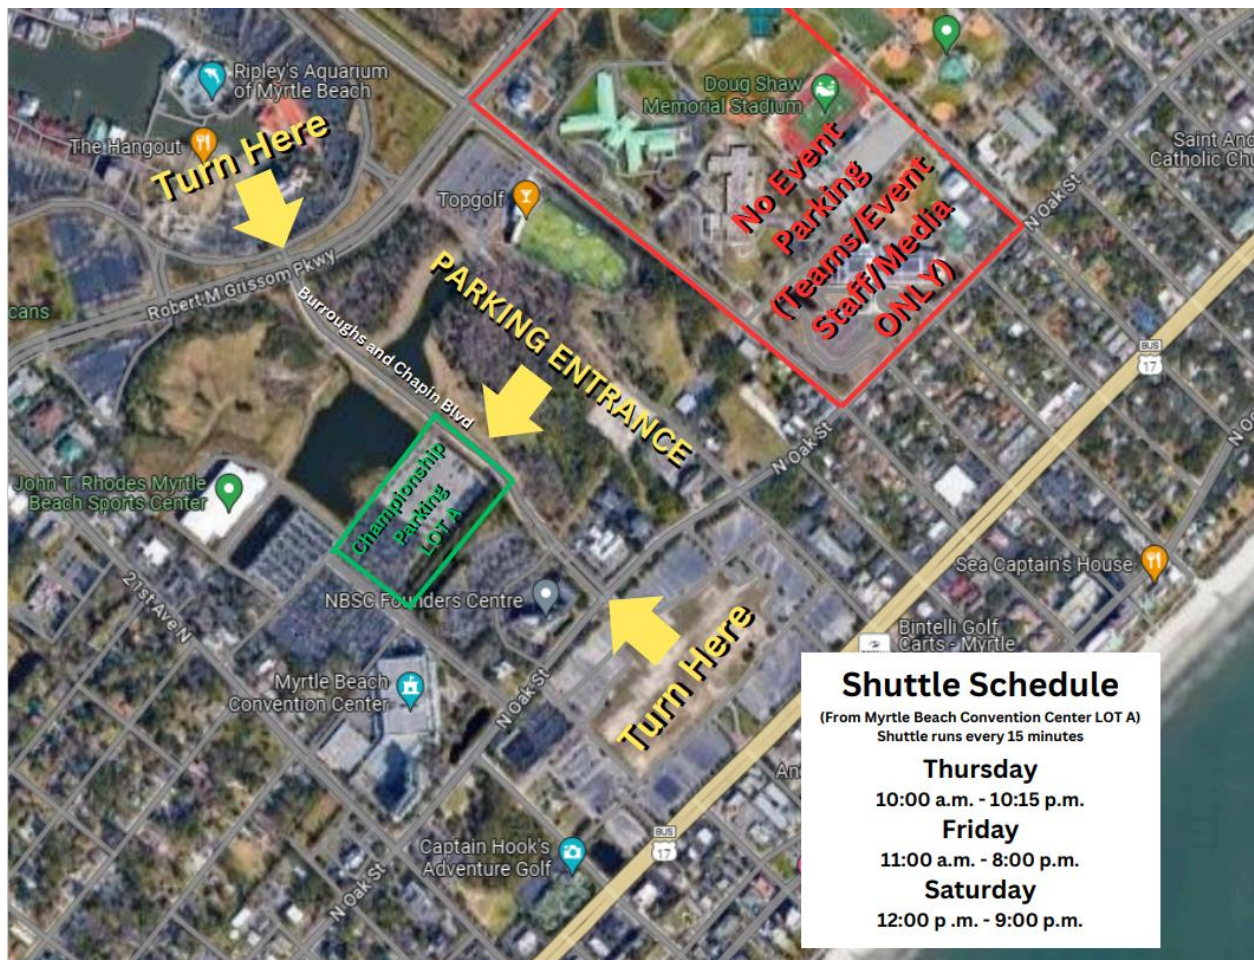 Ripley's Aquarium
of Myrtle Beach
The Hangout
Turn Here
Topgolf
Doug Shaw
Memorial Stadium
No Event
Parking
(Teams/Event
Staff/Media
ONLY)
N Oak St
Catholic
Saint
Robert M Grissom Pkwy
cans
Burroughs and Chapin Blvd
PARKING ENTRANCE
BUS
17
N Oak St
Championship
Parking
LOT A
John T. Rhodes Myrtle
Beach Sports Center
21st Ave N
NBSC Founders Centre
Sea Captain's House
Bintelli Golf
Carts - Myrtle
Turn Here
Myrtle Beach
Convention Center
N Oak St
N Oak St
BUS
17
Captain Hook's
Adventure Golf
Shuttle Schedule
(From Myrtle Beach Convention Center LOT A)
Shuttle runs every 15 minutes
Thursday
10:00 a.m. - 10:15 p.m.
Friday
11:00 a.m. - 8:00 p.m.
Saturday
12:00 p .m. - 9:00 p.m.